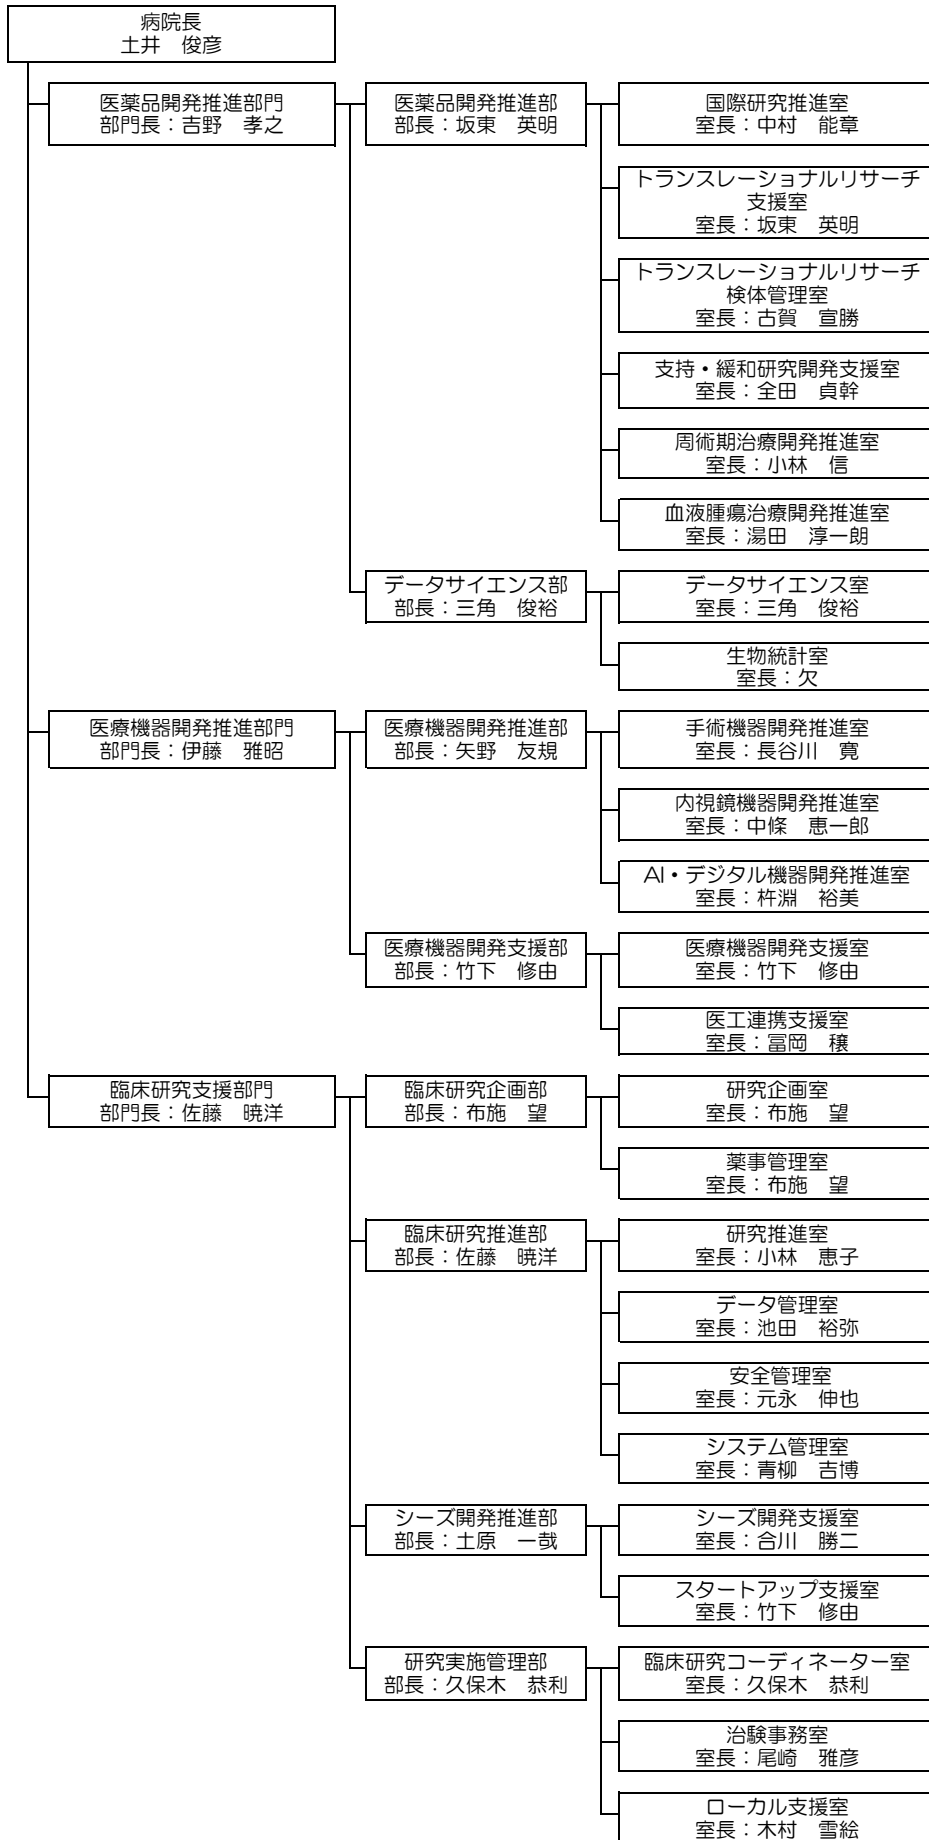 病院長
土井　俊彦
医薬品開発推進部門
部門長：吉野　孝之
医薬品開発推進部
部長：坂東　英明
国際研究推進室
室長：中村　能章
トランスレーショナルリサーチ
支援室
室長：坂東　英明
トランスレーショナルリサーチ
検体管理室
室長：古賀　宣勝
支持・緩和研究開発支援室
室長：全田　貞幹
周術期治療開発推進室
室長：小林　信
血液腫瘍治療開発推進室
室長：湯田　淳一朗
データサイエンス部
部長：三角　俊裕
データサイエンス室
室長：三角　俊裕
生物統計室
室長：欠
医療機器開発推進部門
部門長：伊藤　雅昭
医療機器開発推進部
部長：矢野　友規
手術機器開発推進室
室長：長谷川　寛
内視鏡機器開発推進室
室長：中條　恵一郎
AI・デジタル機器開発推進室
室長：杵淵　裕美
医療機器開発支援部
部長：竹下　修由
医療機器開発支援室
室長：竹下　修由
医工連携支援室
室長：冨岡　穣
臨床研究支援部門
部門長：佐藤　暁洋
臨床研究企画部
部長：布施　望
研究企画室
室長：布施　望
薬事管理室
室長：布施　望
臨床研究推進部
部長：佐藤　暁洋
研究推進室
室長：小林　恵子
データ管理室
室長：池田　裕弥
安全管理室
室長：元永　伸也
システム管理室
室長：青柳　吉博
シーズ開発推進部
部長：土原　一哉
シーズ開発支援室
室長：合川　勝二
スタートアップ支援室
室長：竹下　修由
研究実施管理部
部長：久保木　恭利
臨床研究コーディネーター室
室長：久保木　恭利
治験事務室
室長：尾崎　雅彦
ローカル支援室
室長：木村　雪絵